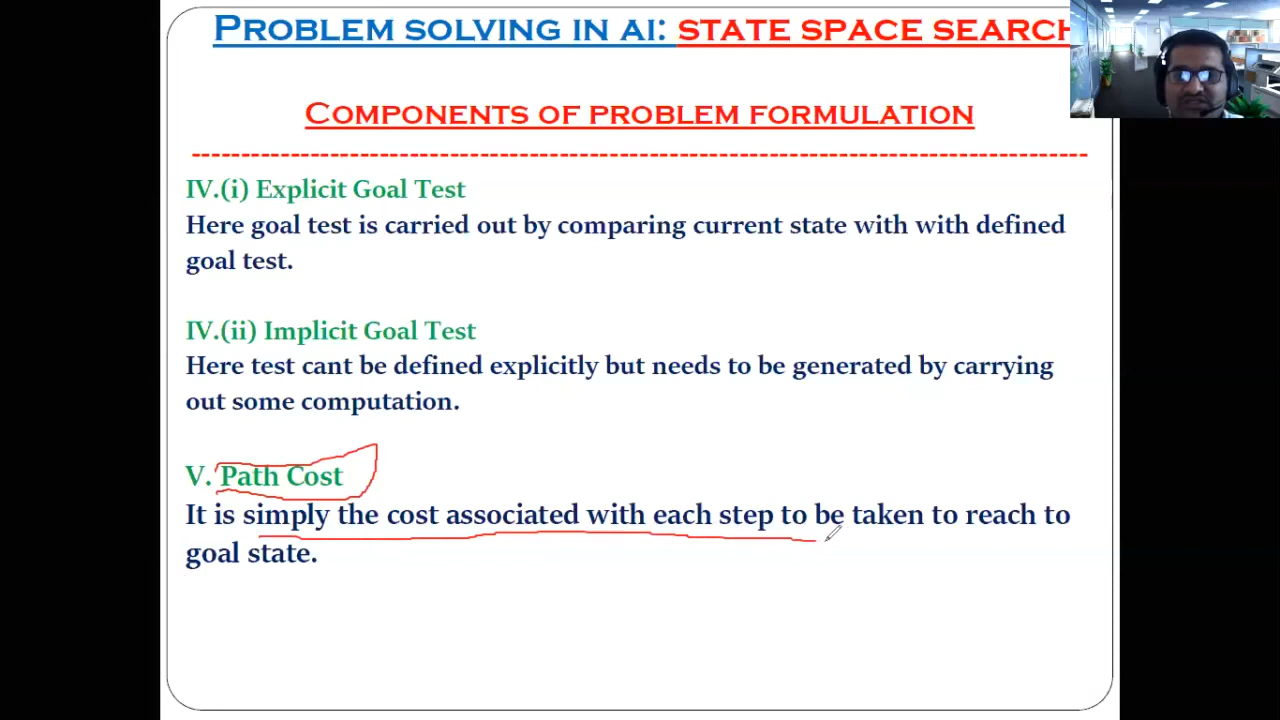 PROBLEM SOLVING IN AI: STATE SPACE SEARCH
COMPONENTS OF PROBLEM FORMULATION
IV.(i) Explicit Goal Test
Here goal test is carried out by comparing current state with with defined
goal test.
IV.(ii) Implicit Goal Test
Here test cant be defined explicitly but needs to be generated by carrying
out some computation.
V. Path Cost
It is simply the cost associated with each step to be taken to reach to
goal state.